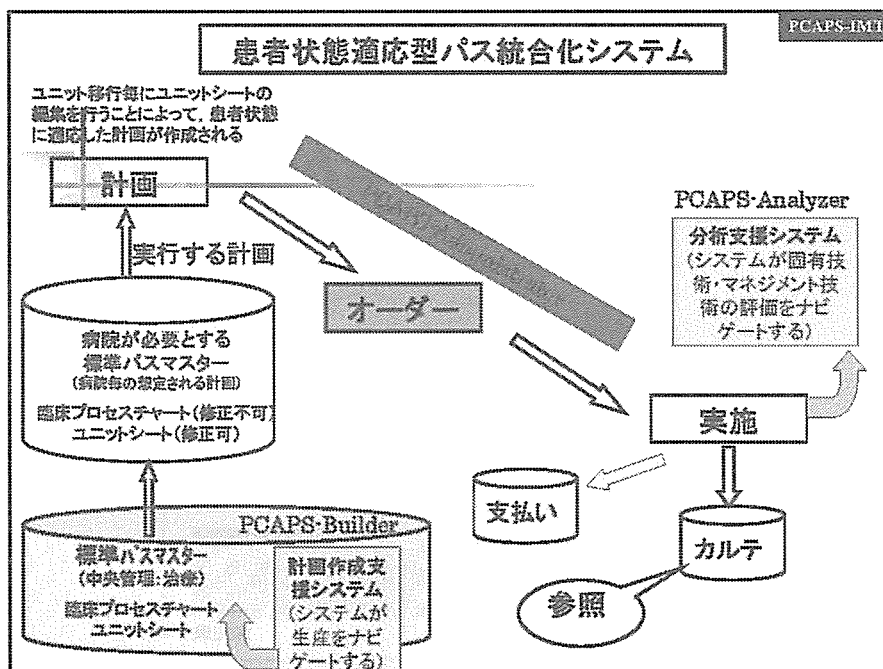 PCAPS-IMT
患者状態適応型パス統合化システム
ユニット移行毎にユニットシートの
編集を行うことによって,患者状態
に適応した計画が作成される
計画
実行する計画
オーダー
PCAPS-Analyzer
分析支援システム
(システムが固有技
術・マネジメント技
術の評価をナビ
ゲートする)
病院が必要とする
標準パスマスター
(病院毎の想定される計画)
臨床プロセスチャート(修正不可)
ユニットシート(修正可)
実施
支払い
カルテ
参照
PCAPS-Builder
標準パスマスター
(中央管理:治療)
臨床プロセスチャート
ユニットシート
計画作成支
援システム
(システムが
生産をナビ
ゲートする)